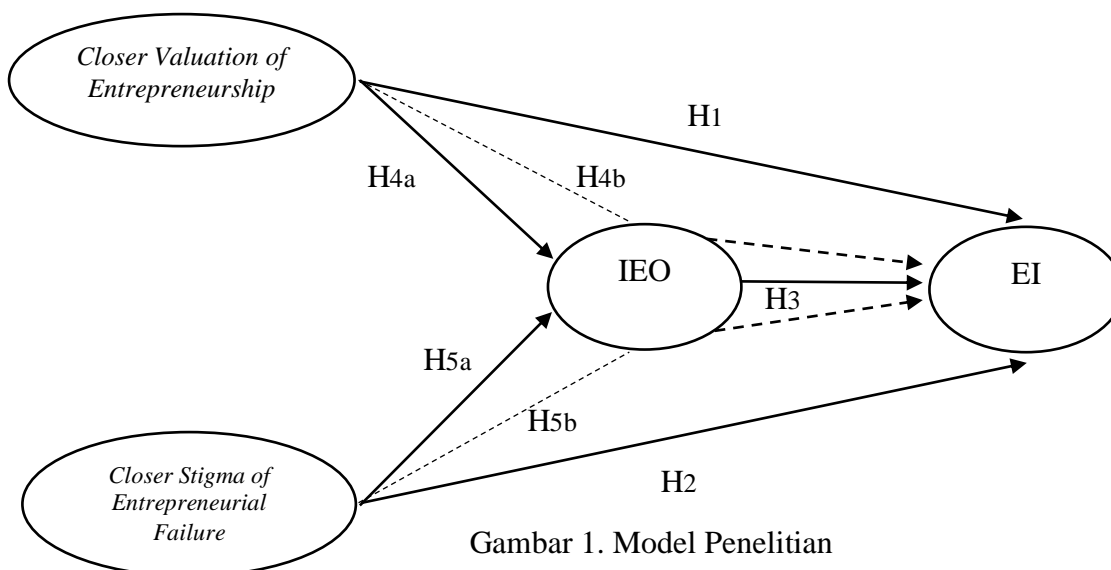 Closer Valuation of
Entrepreneurship
H1
H4a
H4b
IEO
EI
H3
H5a
H5b
H2
Closer Stigma of
Entrepreneurial
Failure
Gambar 1. Model Penelitian